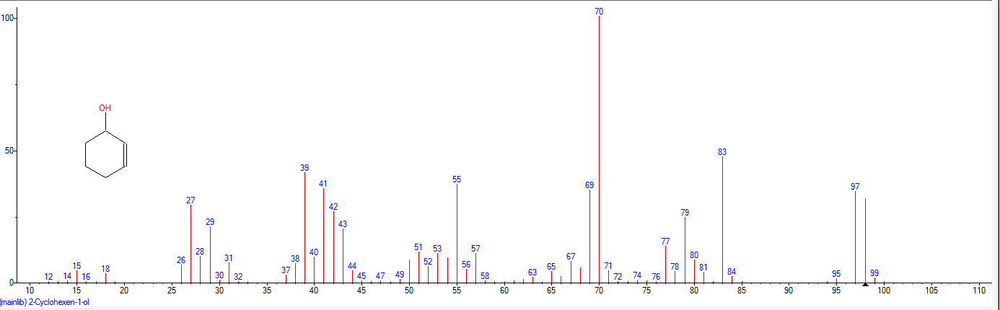 100
70
50
0
OH
12 14 15 16 18 26 27 28 29 30 31 32 37 38 39 40 41 42 43 44 45 47 49 51 52 53 55 56 57 58 63 65 67 69 71 72 74 76 77 78 79 80 81 83 84 95 97 99
10 15 20 25 30 35 40 45 50 55 60 65 70 75 80 85 90 95 100 105 110
(mainlib) 2-Cyclohexen-1-ol